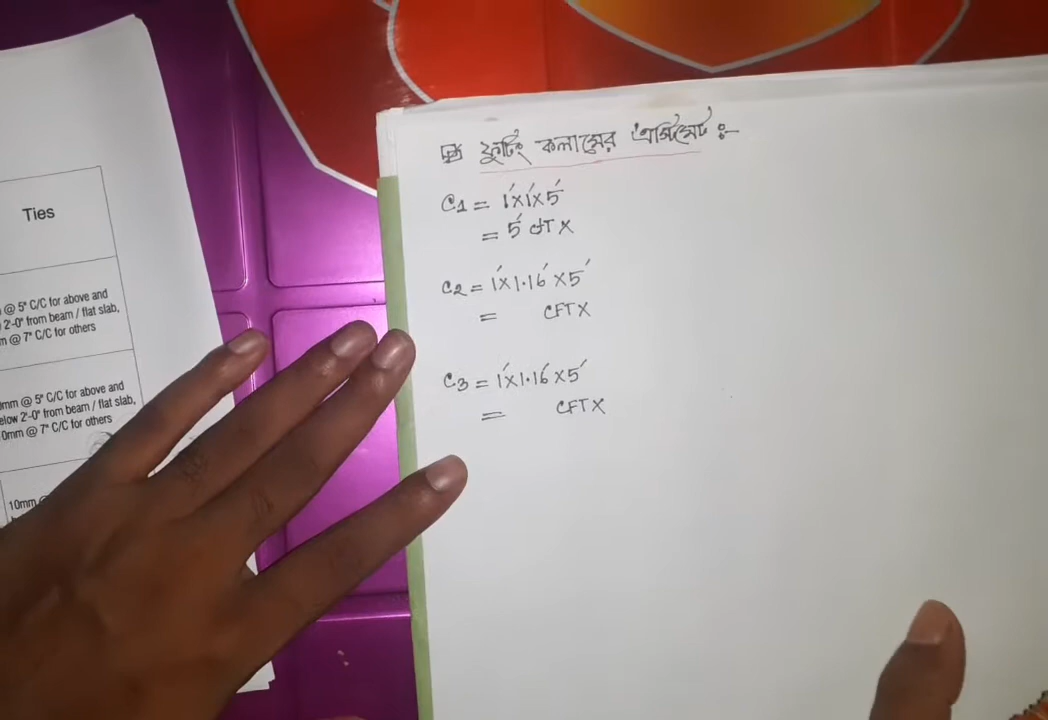 Ties
@ 5" C/C for above and
2'-0" from beam / flat slab,
m @ 7" C/C for others
mm @ 5" C/C for above and
elow 2'-0" from beam / flat slab,
0mm @ 7" C/C for others
10mm
ফুটিং কলামের এস্টিমেট :-
C1 = 1'x1'x5'
= 5' CFT X
C2 = 1'x1.16'x5'
= CFTX
C3 = 1'x1.16'x5'
= CFTX